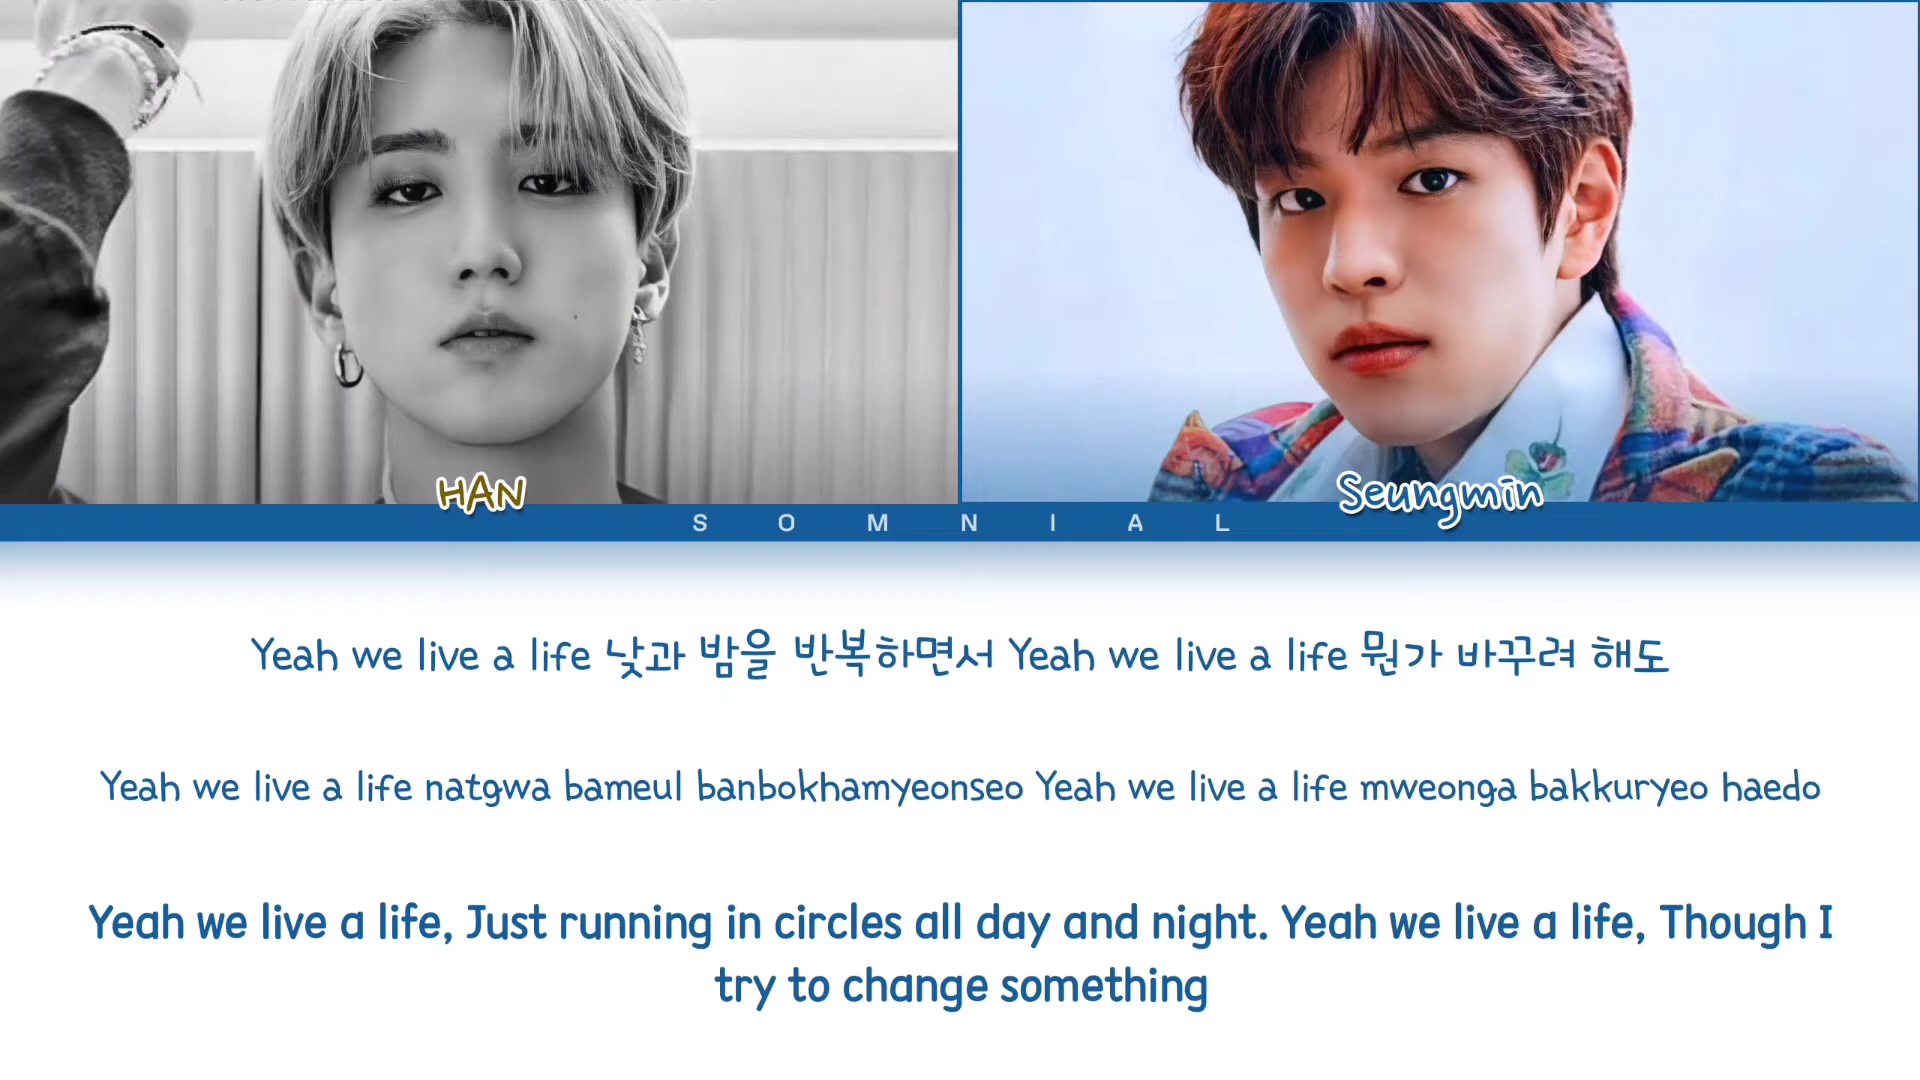 HAN
Seungmin
S O M N I A L
Yeah we live a life 낮과 밤을 반복하면서 Yeah we live a life 뭔가 바꾸려 해도
Yeah we live a life natgwa bameul banbokhamyeonseo Yeah we live a life mweonga bakkuryeo haedo
Yeah we live a life, Just running in circles all day and night. Yeah we live a life, Though I
try to change something